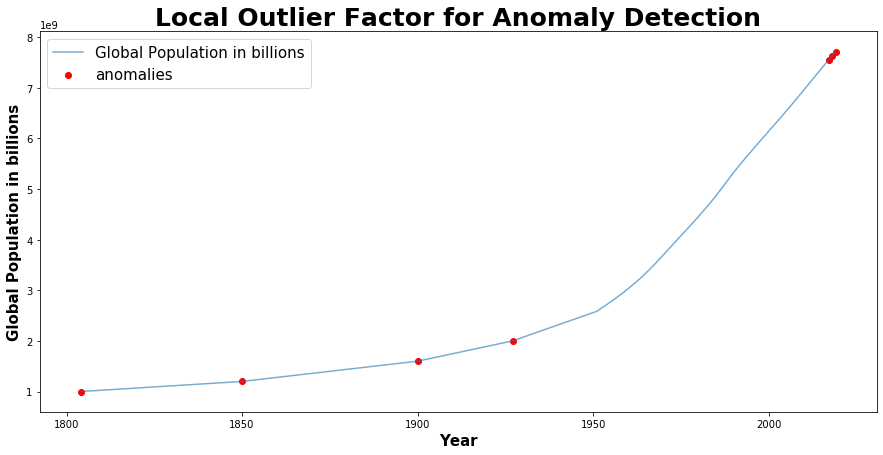 Local Outlier Factor for Anomaly Detection
1e9
Global Population in billions
anomalies
8
7
6
5
4
3
2
1
Global Population in billions
1800 1850 1900 1950 2000
Year